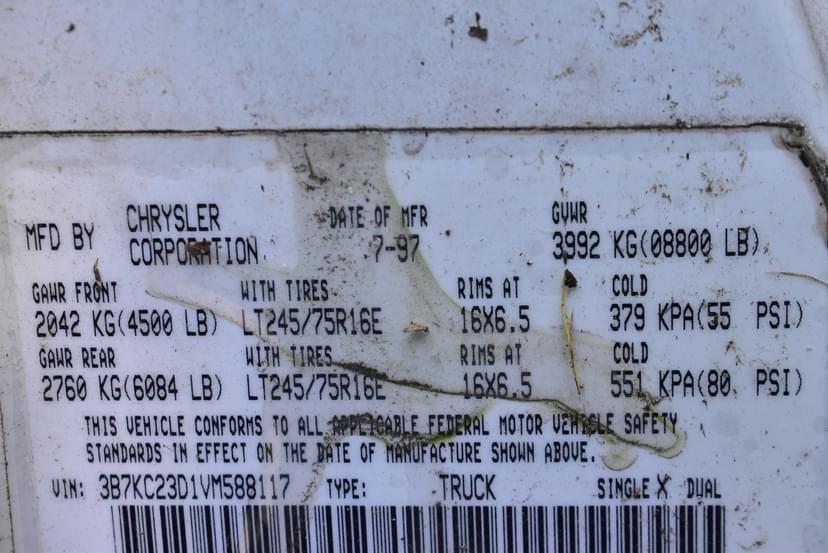 MFD BY CHRYSLER CORPORATION DATE OF MFR 7-97 GVWR 3992 KG(08800 LB)
GAWR FRONT WITH TIRES RIMS AT COLD
2042 KG(4500 LB) LT245/75R16E 16X6.5 379 KPA(55 PSI)
GAWR REAR WITH TIRES RIMS AT COLD
2760 KG(6084 LB) LT245/75R16E 16X6.5 551 KPA(80 PSI)
THIS VEHICLE CONFORMS TO ALL APPLICABLE FEDERAL MOTOR VEHICLE SAFETY
STANDARDS IN EFFECT ON THE DATE OF MANUFACTURE SHOWN ABOVE.
VIN: 3B7KC23D1VM588117 TYPE: TRUCK SINGLE X DUAL